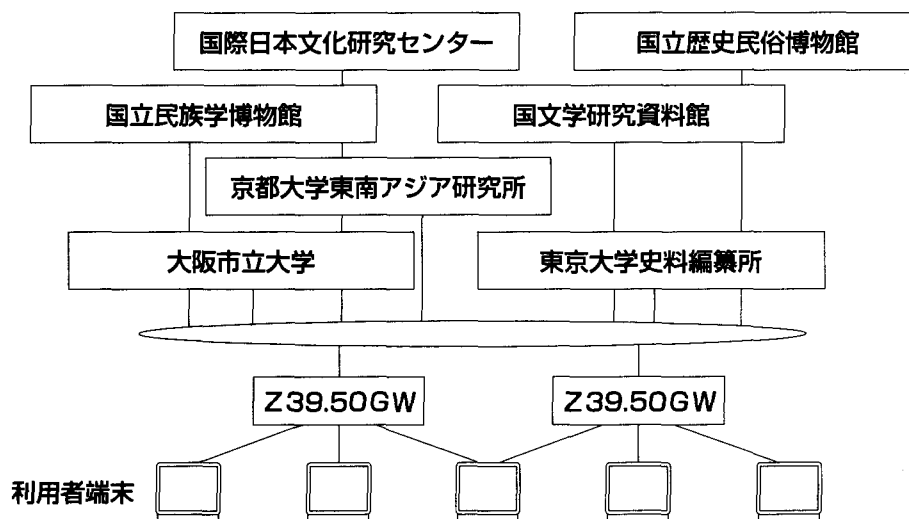 国際日本文化研究センター
国立歴史民俗博物館
国立民族学博物館
国文学研究資料館
京都大学東南アジア研究所
大阪市立大学
東京大学史料編纂所
Z39.50GW
Z39.50GW
利用者端末